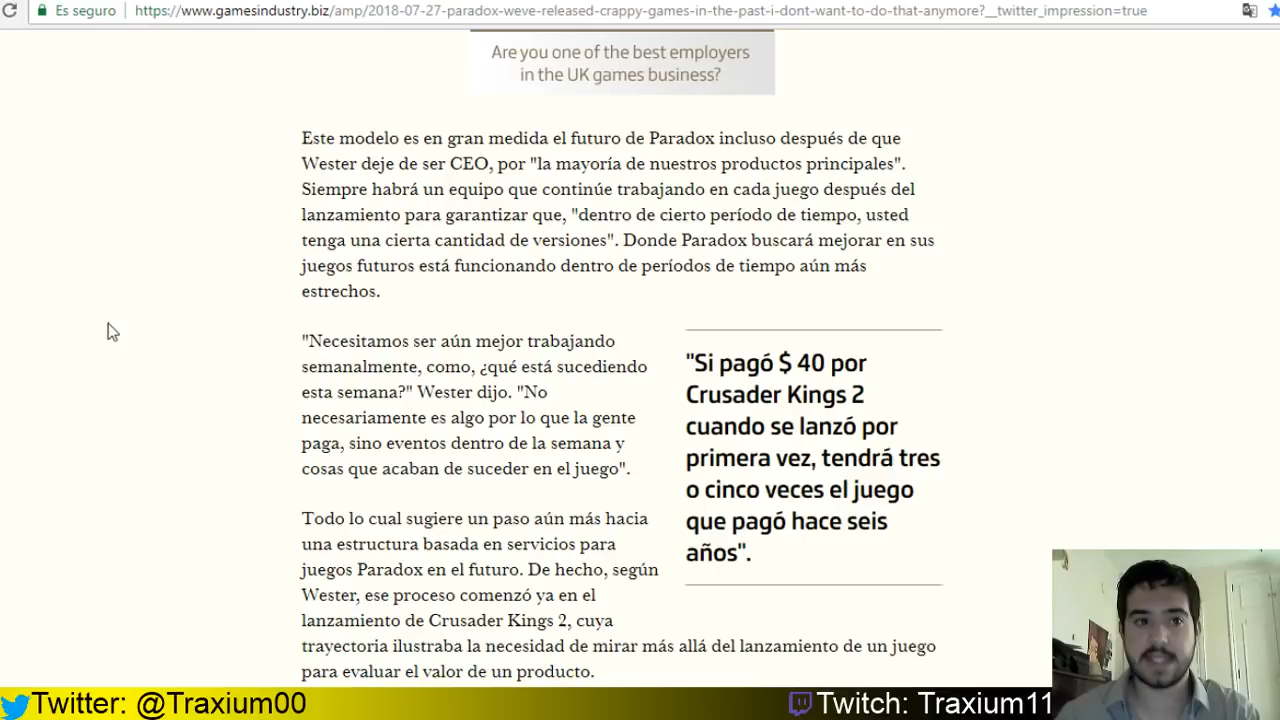 Es seguro
https://www.gamesindustry.biz/amp/2018-07-27-paradox-weve-released-crappy-games-in-the-past-i-dont-want-to-do-that-anymore?__twitter_impression=true
Are you one of the best employers
in the UK games business?
Este modelo es en gran medida el futuro de Paradox incluso después de que
Wester deje de ser CEO, por "la mayoría de nuestros productos principales".
Siempre habrá un equipo que continúe trabajando en cada juego después del
lanzamiento para garantizar que, "dentro de cierto período de tiempo, usted
tenga una cierta cantidad de versiones". Donde Paradox buscará mejorar en sus
juegos futuros está funcionando dentro de períodos de tiempo aún más
estrechos.
"Necesitamos ser aún mejor trabajando
semanalmente, como, ¿qué está sucediendo
esta semana?" Wester dijo. "No
necesariamente es algo por lo que la gente
paga, sino eventos dentro de la semana y
cosas que acaban de suceder en el juego".
"Si pagó $ 40 por
Crusader Kings 2
cuando se lanzó por
primera vez, tendrá tres
o cinco veces el juego
que pagó hace seis
años".
Todo lo cual sugiere un paso aún más hacia
una estructura basada en servicios para
juegos Paradox en el futuro. De hecho, según
Wester, ese proceso comenzó ya en el
lanzamiento de Crusader Kings 2, cuya
trayectoria ilustraba la necesidad de mirar más allá del lanzamiento de un juego
para evaluar el valor de un producto.
Twitter: @Traxium00
Twitch: Traxium11